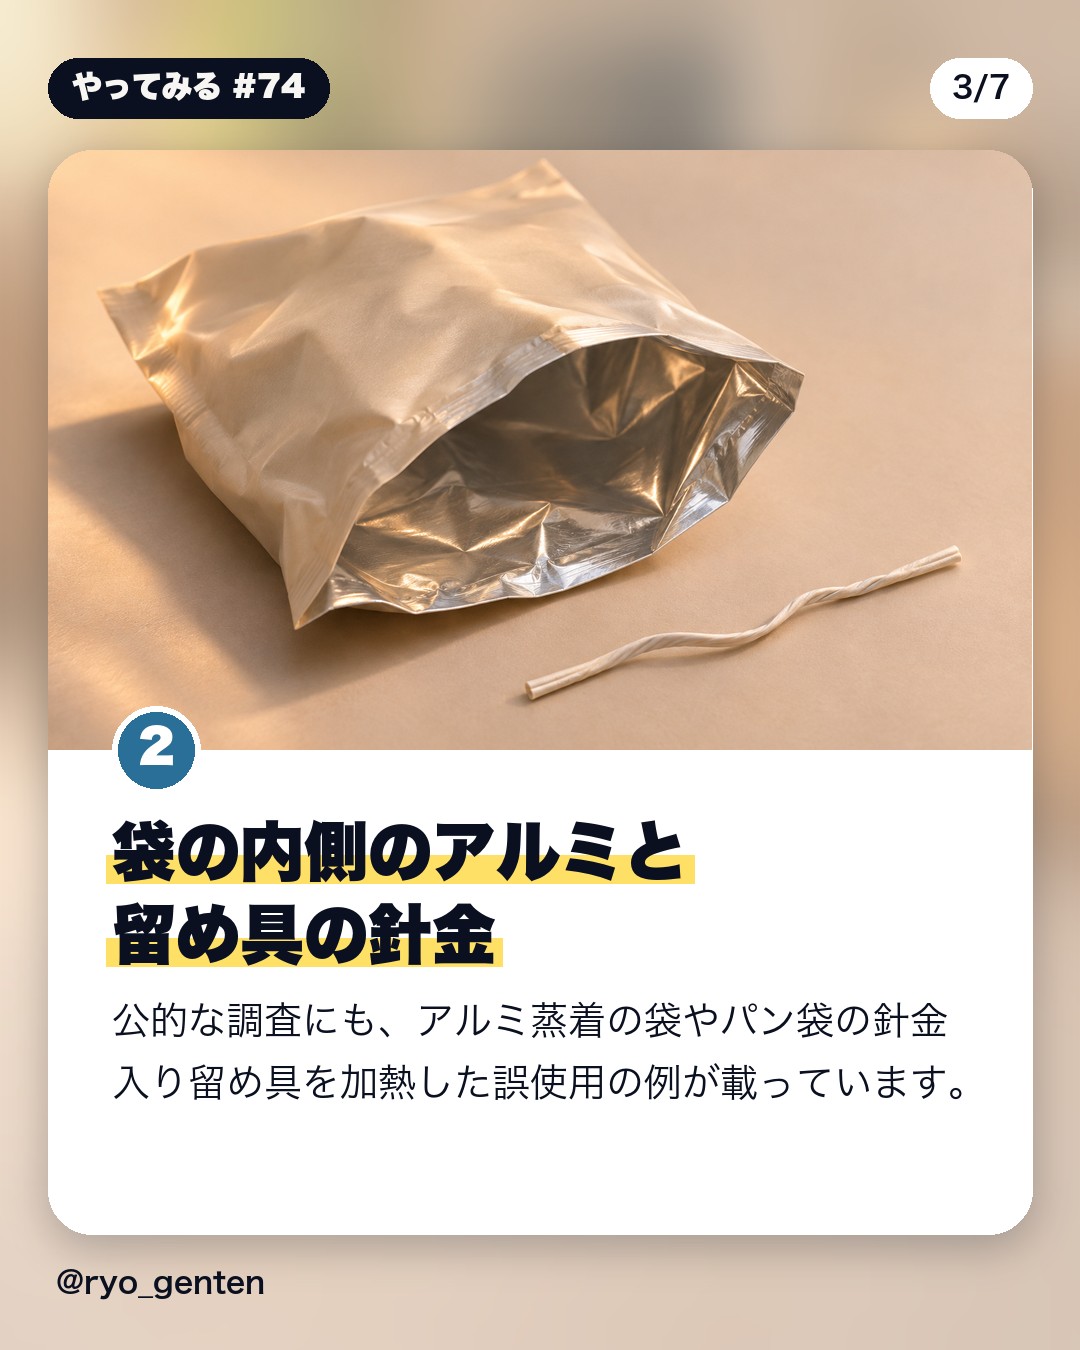 やってみる #74
3/7
2
袋の内側のアルミと
留め具の針金
公的な調査にも、アルミ蒸着の袋やパン袋の針金
入り留め具を加熱した誤使用の例が載っています。
@ryo_genten